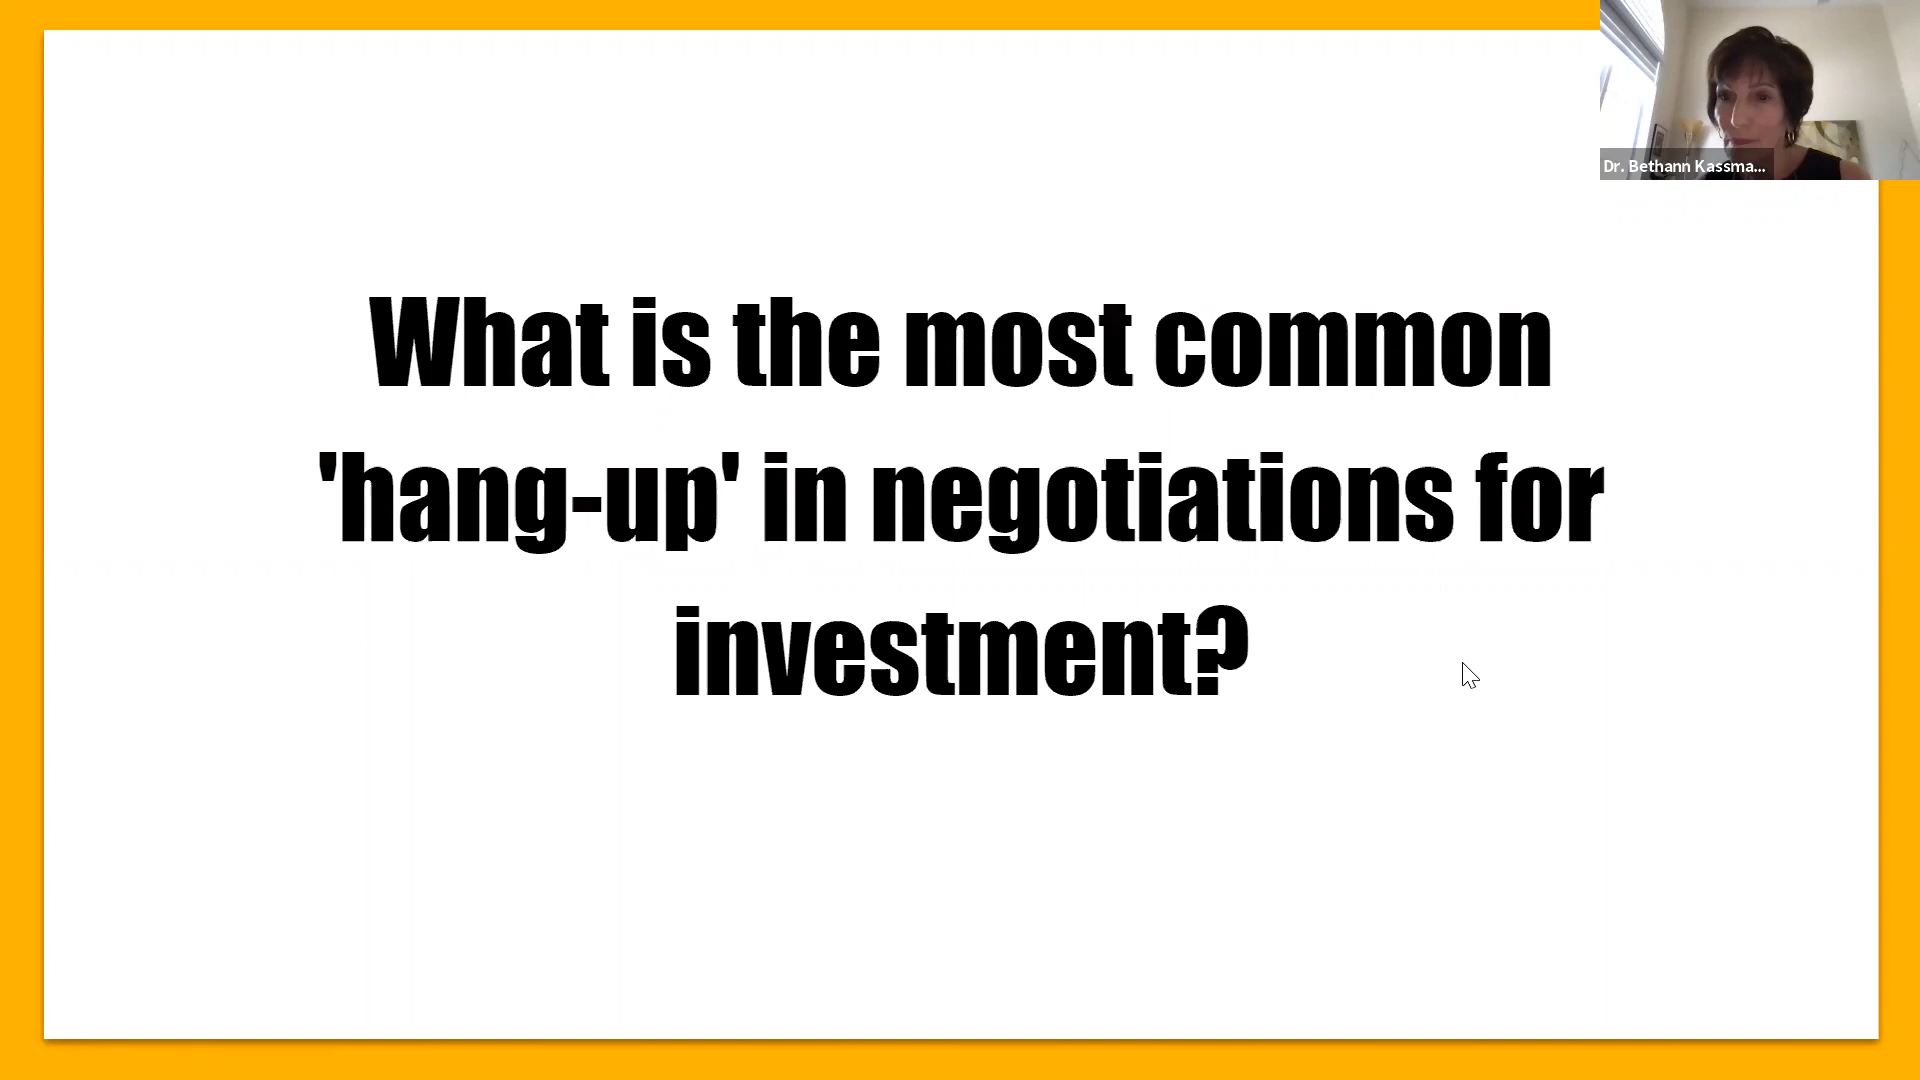 Dr. Bethann Kassma...
What is the most common
'hang-up' in negotiations for
investment?